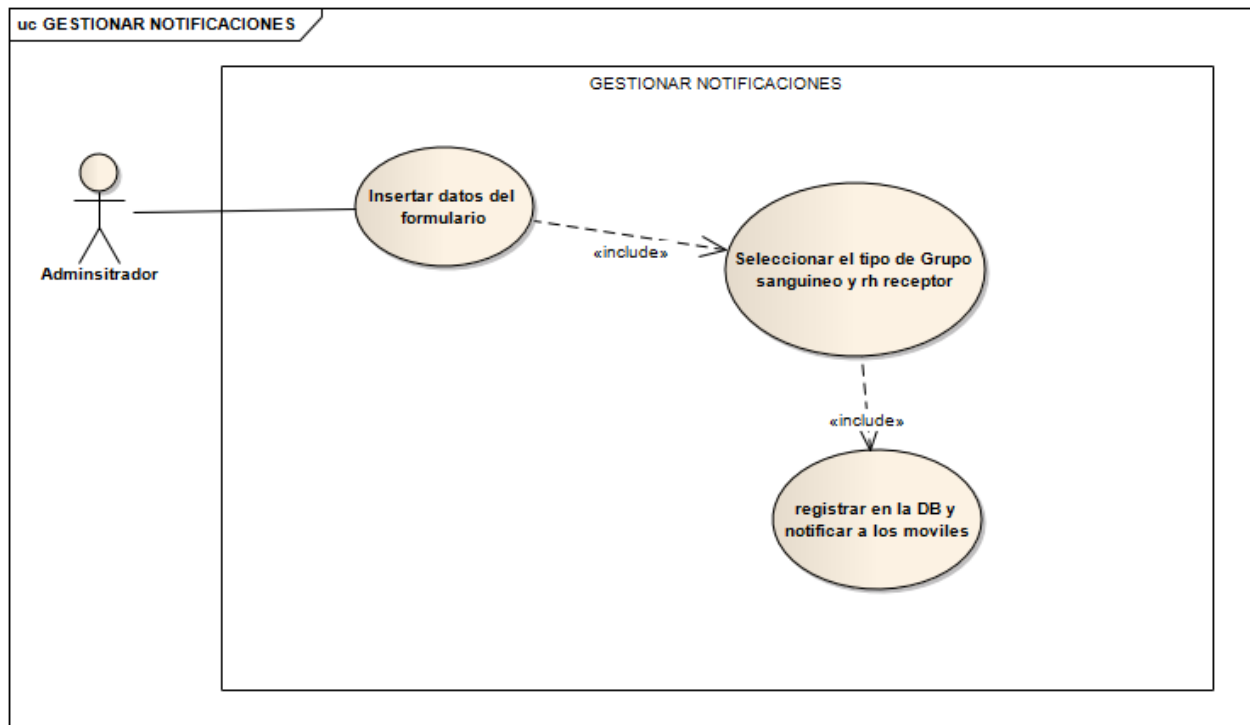 uc GESTIONAR NOTIFICACIONES
GESTIONAR NOTIFICACIONES
Insertar datos del
formulario
«include»
Seleccionar el tipo de Grupo
sanguineo y rh receptor
Adminsitrador
«include»
registrar en la DB y
notificar a los moviles